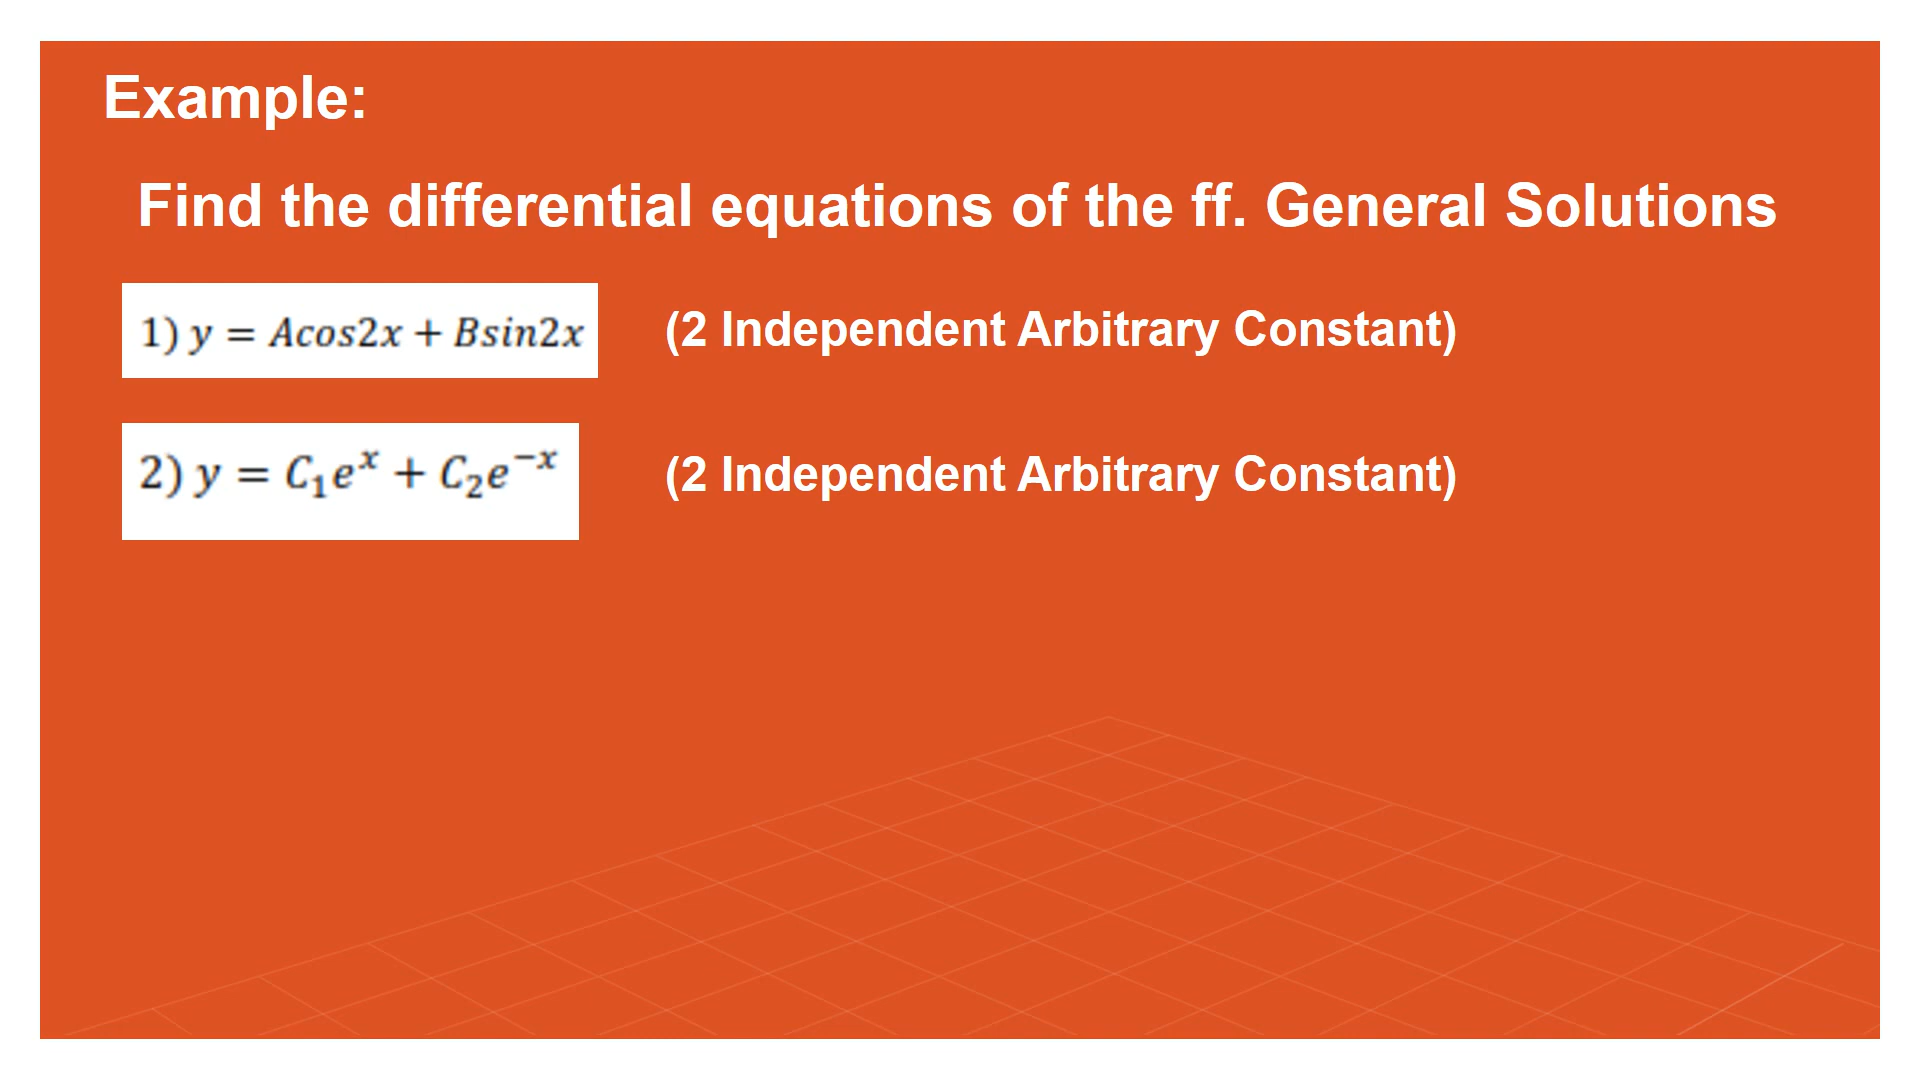 Example:
Find the differential equations of the ff. General Solutions
1) y = Acos2x + Bsin2x (2 Independent Arbitrary Constant)
2) y = C₁eˣ + C₂e⁻ˣ (2 Independent Arbitrary Constant)